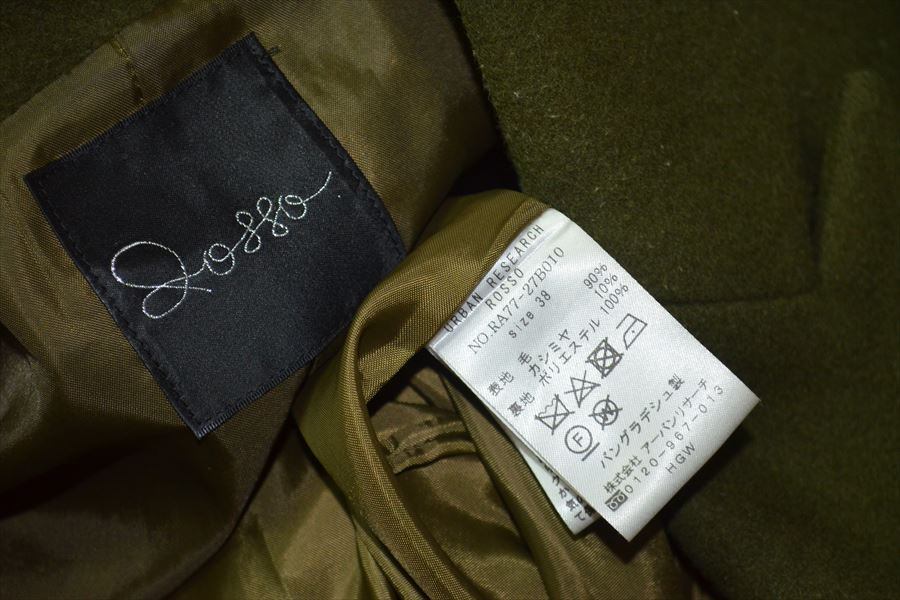 Rosso
URBAN RESEARCH
ROSSO
NO.RA77-27B010
size 38
表地 毛 90%
カシミヤ 10%
裏地 ポリエステル 100%
F W
バングラデシュ製
株式会社 アーバンリサーチ
0120-967-013
HGW